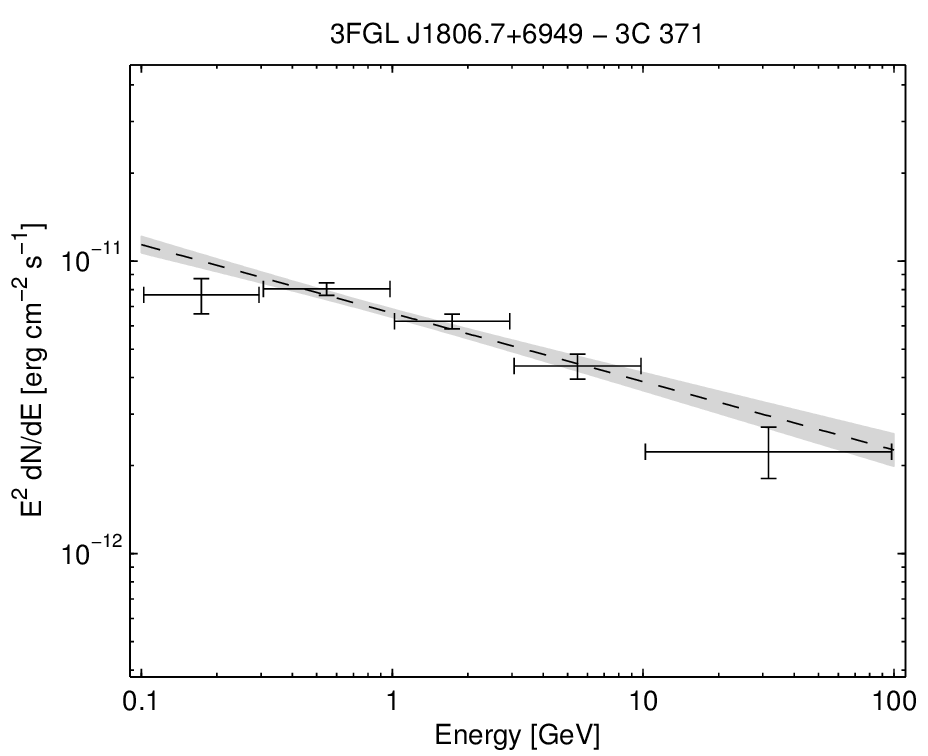 3FGL J1806.7+6949 − 3C 371
E² dN/dE [erg cm⁻² s⁻¹]
10⁻¹¹
10⁻¹²
0.1 1 10 100
Energy [GeV]